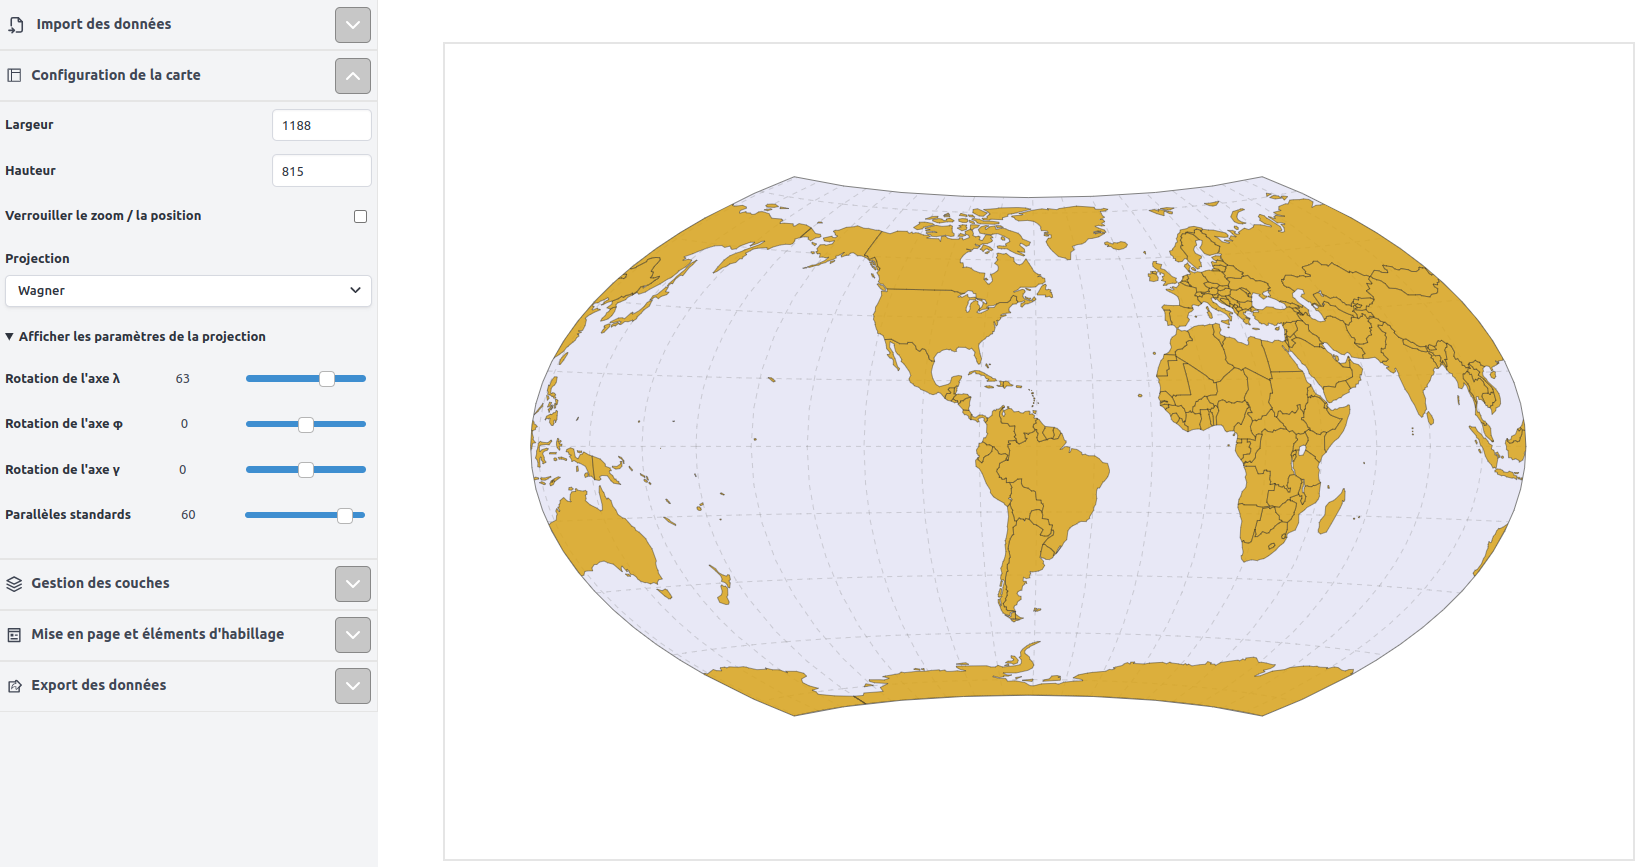 Import des données
Configuration de la carte
Largeur 1188
Hauteur 815
Verrouiller le zoom / la position
Projection
Wagner
Afficher les paramètres de la projection
Rotation de l'axe λ 63
Rotation de l'axe φ 0
Rotation de l'axe γ 0
Parallèles standards 60
Gestion des couches
Mise en page et éléments d'habillage
Export des données